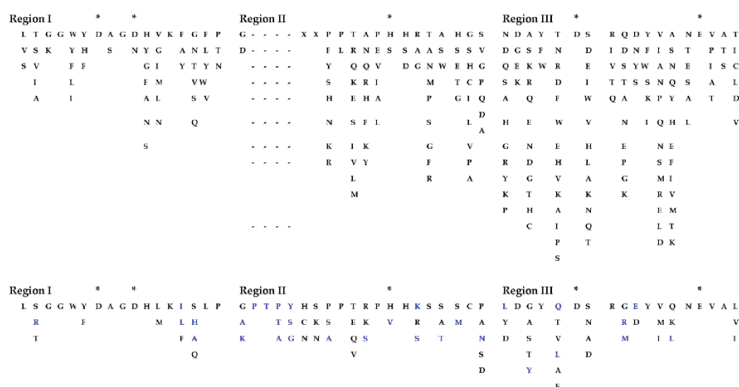 Region I * * Region II * Region III * *
L T G G W Y D A G D H V K F G F P G - - - - X X P P T A P H H R T A H G S N D A Y T D S R Q D Y V A N E V A T
V S K Y H S N Y G A N L T D - - - - F L R N E S S A A S S S V D G S F N D I D N F I S T P T I
S V F F G I Y T Y N - - - - Y Q Q V D G N W E H G Q E K W R E V S Y W A N E I S C
I L F M V W - - - - S K R I M T C P S K R D I T T S S N Q S A L
A I A L S V - - - - H E H A P G I Q A Q F W Q A K P Y A T D
D
N N Q - - - - N S F L S L A H E W V N I Q H L V
S - - - - K I K G V G N E H E N E
- - - - R V Y F P R D H L P S F
L R A Y G V A G M I
M K T K A K K R V
P H A N E M
- - - - C I Q L T
P T D K
S
Region I * * Region II * Region III * *
L S G G W Y D A G D H L K I S L P G P T P Y H S P P T R P H H K S S S C P L D G Y Q D S R G E Y V Q N E V A L
R F M L H A T S C K S E K V R A M A Y A T N R D M K V
T F A K A G N N A Q S S T N D S V A M I L I
Q V S T L D
D Y A
E